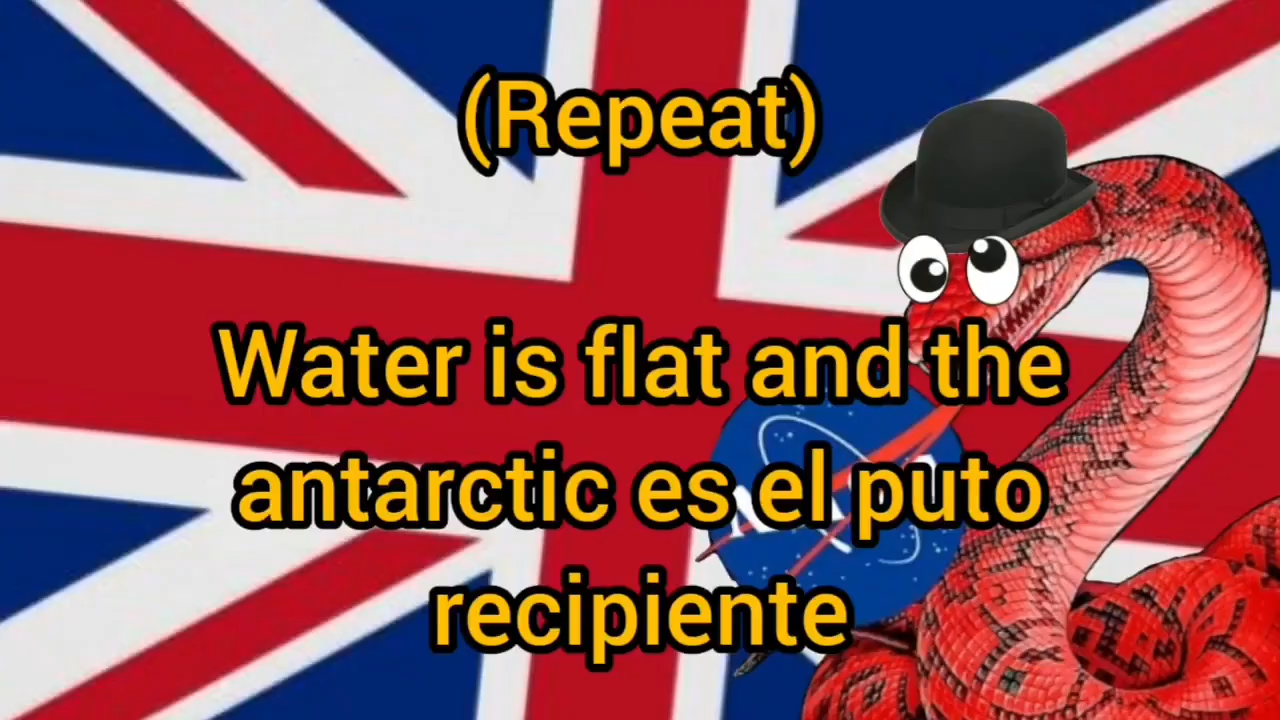 (Repeat)
Water is flat and the
antarctic es el puto
recipiente